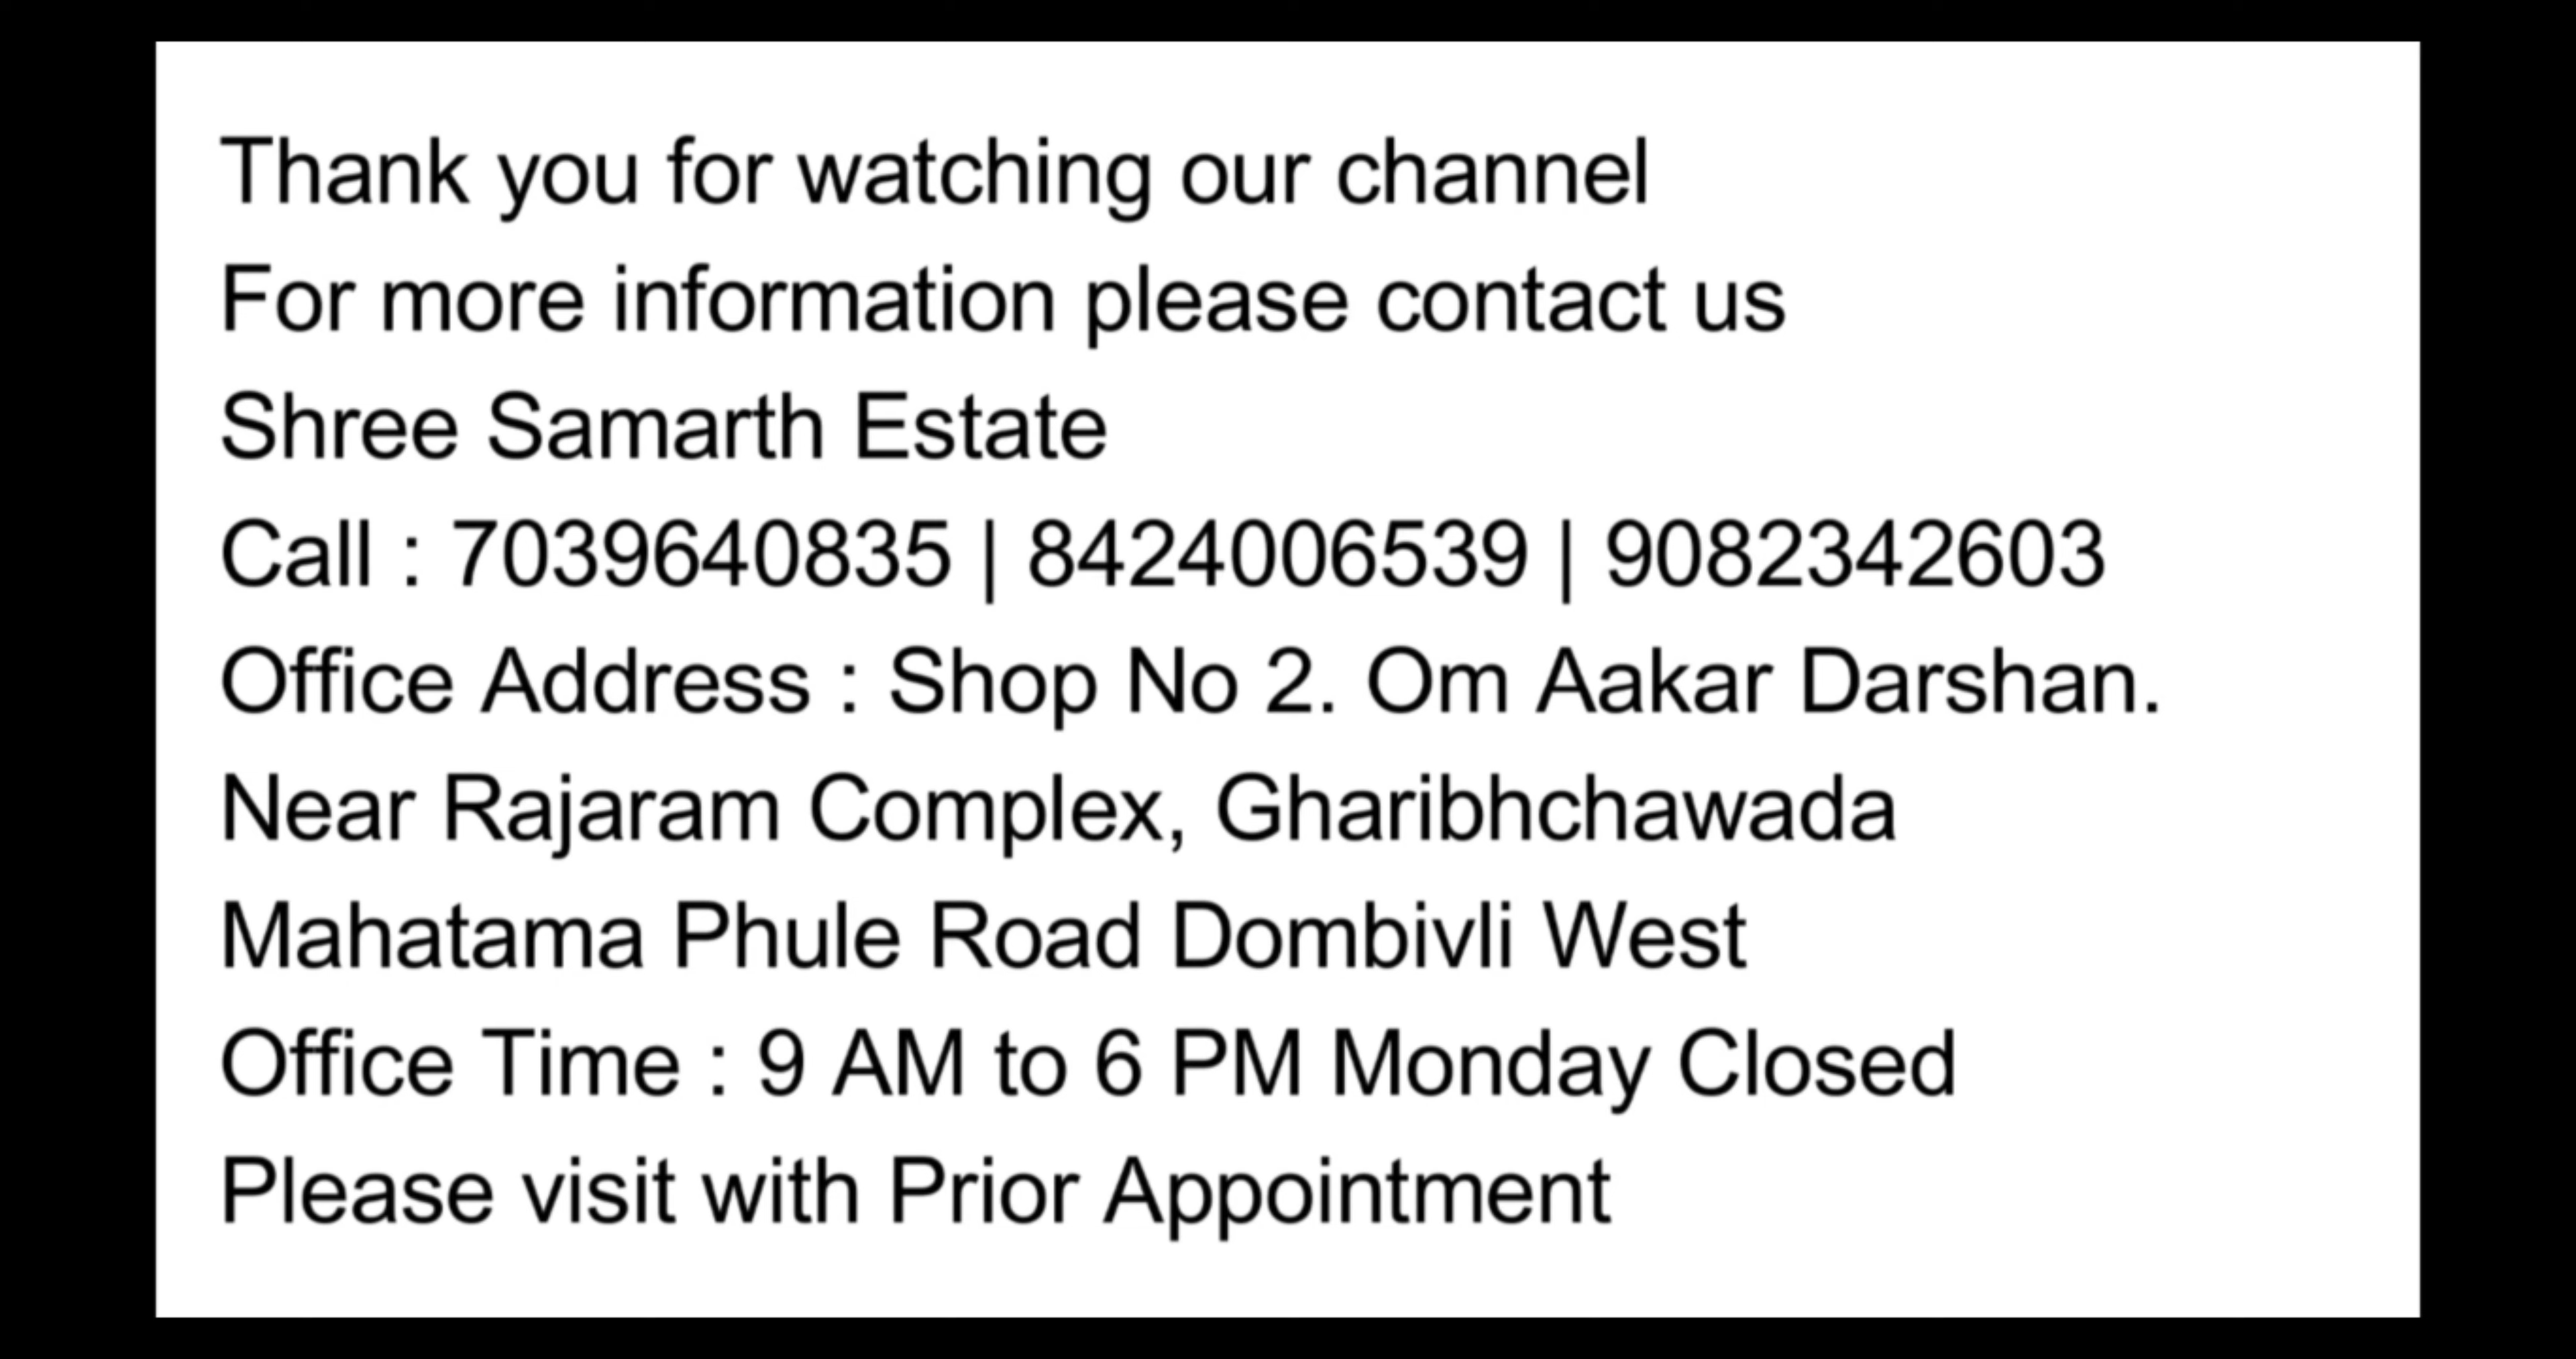 Thank you for watching our channel
For more information please contact us
Shree Samarth Estate
Call : 7039640835 | 8424006539 | 9082342603
Office Address : Shop No 2. Om Aakar Darshan.
Near Rajaram Complex, Gharibhchawada
Mahatama Phule Road Dombivli West
Office Time : 9 AM to 6 PM Monday Closed
Please visit with Prior Appointment